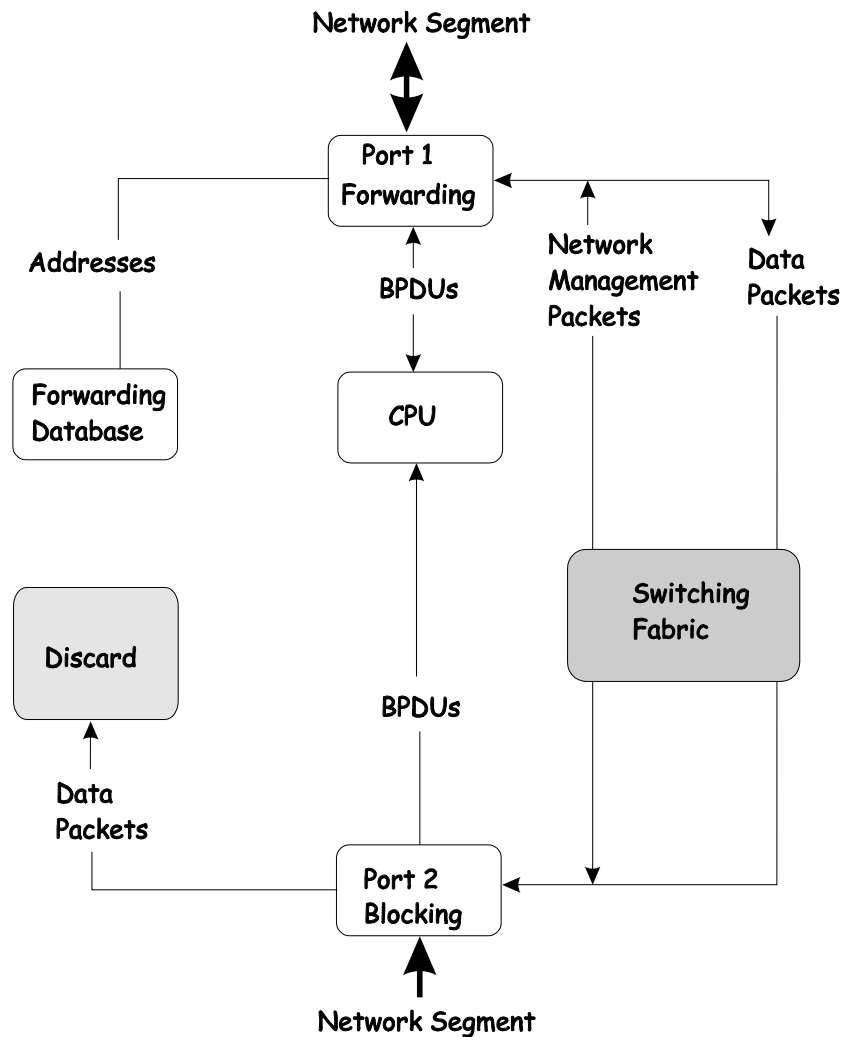 Network Segment
Port 1
Forwarding
Addresses
BPDUs
Network
Management
Packets
Data
Packets
Forwarding
Database
CPU
Discard
Switching
Fabric
BPDUs
Data
Packets
Port 2
Blocking
Network Segment